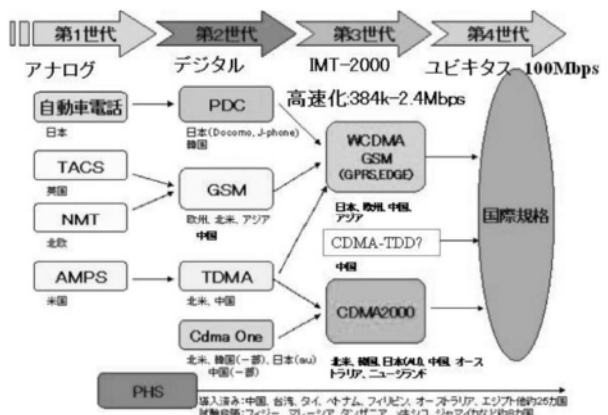 第1世代
第2世代
第3世代
第4世代
アナログ
デジタル
IMT-2000
ユビキタス-100Mbps
高速化:384k-2.4Mbps
自動車電話
日本
PDC
日本(Docomo, J-phone)
韓国
TACS
英国
GSM
欧州、北米、アジア
中国
NMT
北欧
AMPS
米国
TDMA
北米、中国
Cdma One
北米、韓国(一部)、日本(au)
中国(一部)
WCDMA
GSM
(GPRS,EDGE)
日本、欧州、中国、
アジア
CDMA-TDD?
中国
CDMA2000
北米、韓国、日本(AU)、中国、オース
トラリア、ニュージランド
国際規格
PHS
導入済み:中国、台湾、タイ、ベトナム、フィリピン、オーストラリア、エジプト他約25カ国